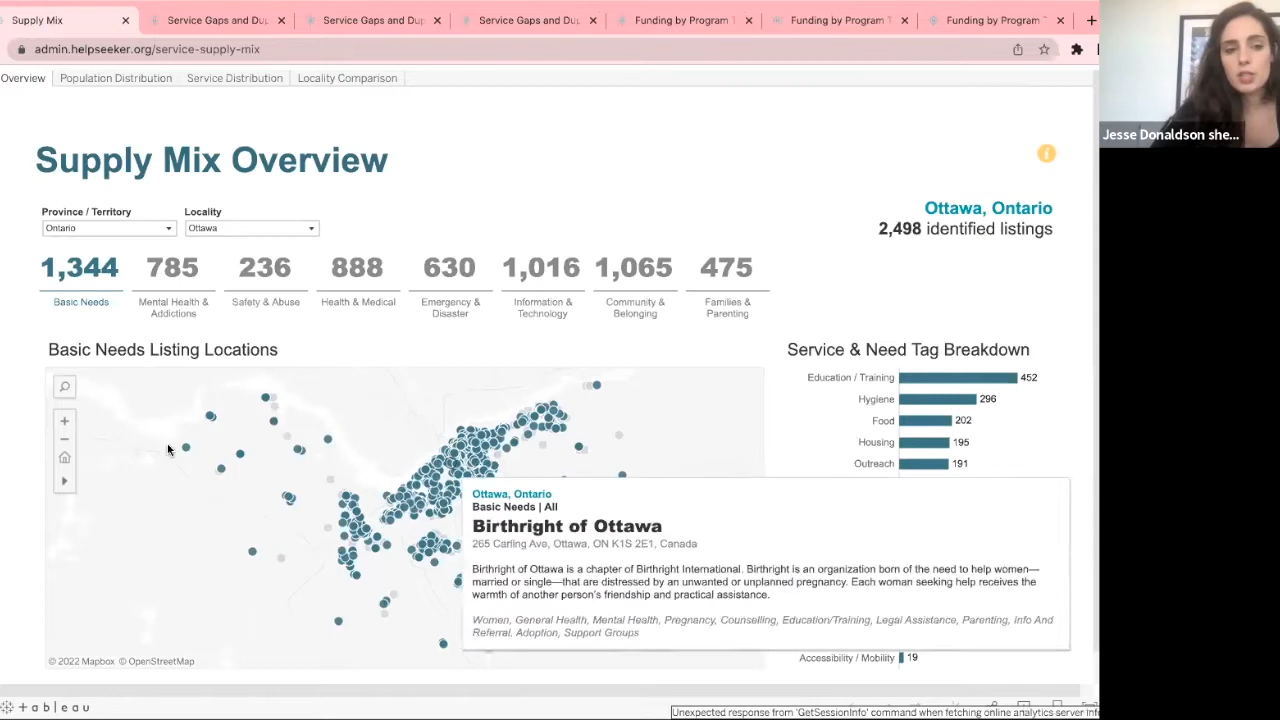 Supply Mix
Service Gaps and Dup
Service Gaps and Dup
Service Gaps and Dup
Funding by Program T
Funding by Program T
Funding by Program T
admin.helpseeker.org/service-supply-mix
Overview
Population Distribution
Service Distribution
Locality Comparison
Jesse Donaldson she...
Supply Mix Overview
Province / Territory
Locality
Ontario
Ottawa
Ottawa, Ontario
2,498 identified listings
1,344
785
236
888
630
1,016
1,065
475
Basic Needs
Mental Health &
Addictions
Safety & Abuse
Health & Medical
Emergency &
Disaster
Information &
Technology
Community &
Belonging
Families &
Parenting
Basic Needs Listing Locations
Service & Need Tag Breakdown
Education / Training 452
Hygiene 296
Food 202
Housing 195
Outreach 191
Ottawa, Ontario
Basic Needs | All
Birthright of Ottawa
265 Carling Ave, Ottawa, ON K1S 2E1, Canada
Birthright of Ottawa is a chapter of Birthright International. Birthright is an organization born of the need to help women—
married or single—that are distressed by an unwanted or unplanned pregnancy. Each woman seeking help receives the
warmth of another person's friendship and practical assistance.
Women, General Health, Mental Health, Pregnancy, Counselling, Education/Training, Legal Assistance, Parenting, Info And
Referral, Adoption, Support Groups
Accessibility / Mobility 19
© 2022 Mapbox © OpenStreetMap
+ a b l e a u
Unexpected response from 'GetSessionInfo' command when fetching online analytics server info